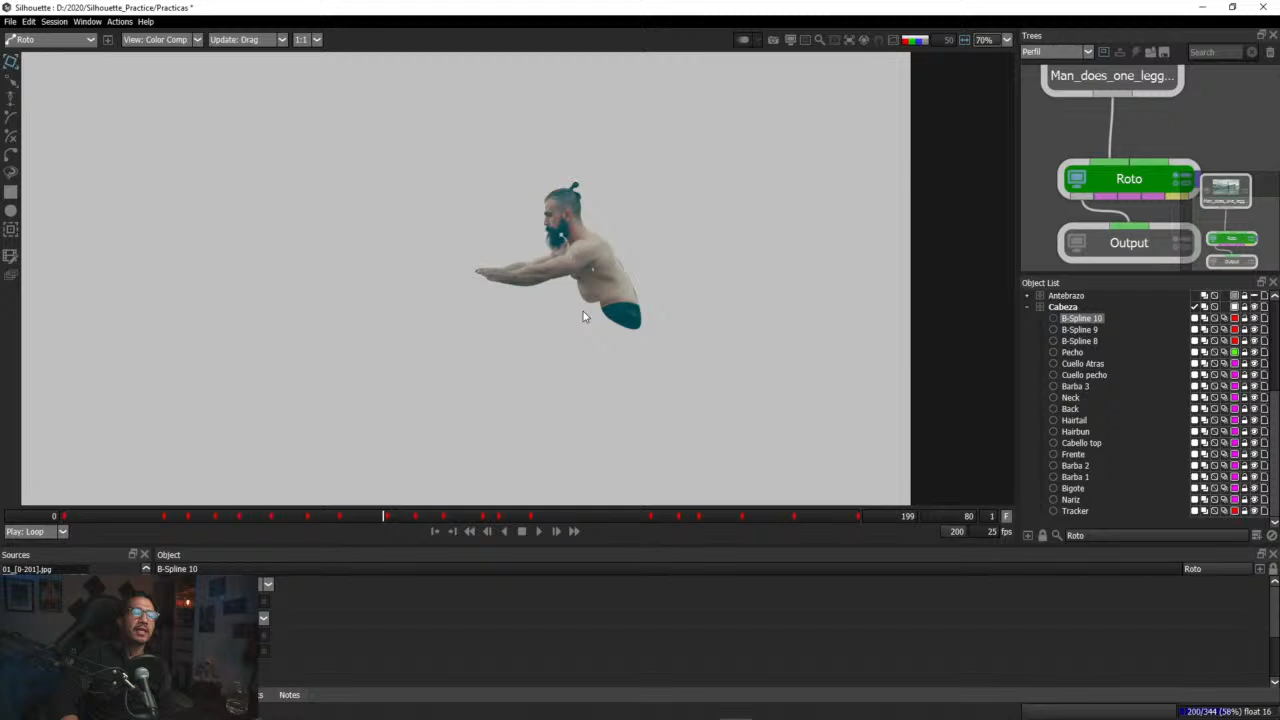 Silhouette : D:/2020/Silhouette_Practice/Practicas *
File Edit Session Window Actions Help
Roto View: Color Comp Update: Drag 1:1 50 70%
Trees
Perfil Search
Man_does_one_legg...
Roto
Output
Object List
Antebrazo
Cabeza
B-Spline 10
B-Spline 9
B-Spline 8
Pecho
Cuello Atras
Cuello pecho
Barba 3
Neck
Back
Hairtail
Hairbun
Cabello top
Frente
Barba 2
Barba 1
Bigote
Nariz
Tracker
0 199 80 1 F
Play: Loop 200 25 fps
Roto
Sources Object
01_[0-201].jpg B-Spline 10 Roto
Notes
200/344 (58%) float 16